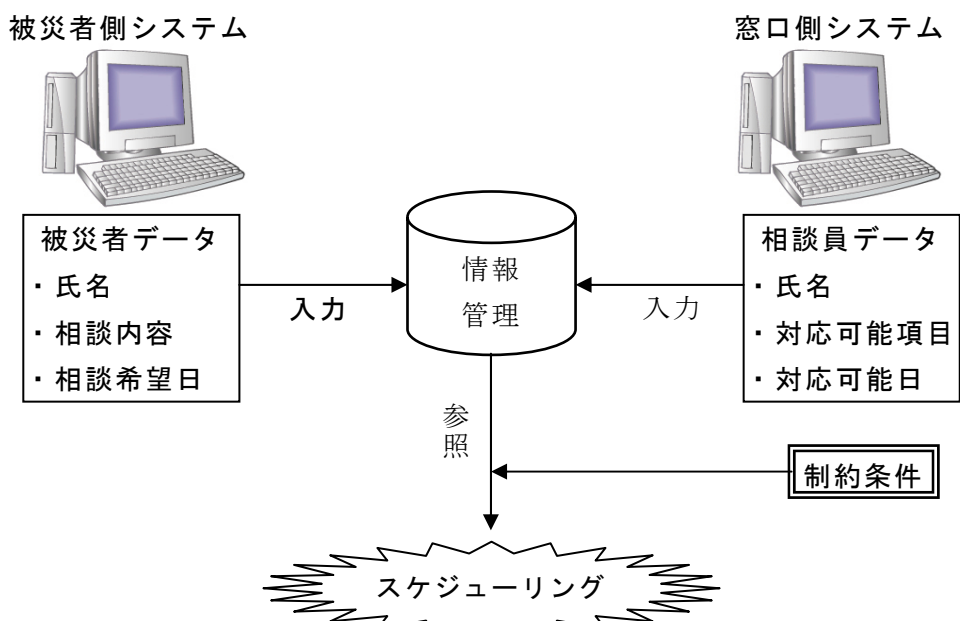 被災者側システム
窓口側システム
被災者データ
・氏名
・相談内容
・相談希望日
入力
情報
管理
入力
相談員データ
・氏名
・対応可能項目
・対応可能日
参照
制約条件
スケジューリング